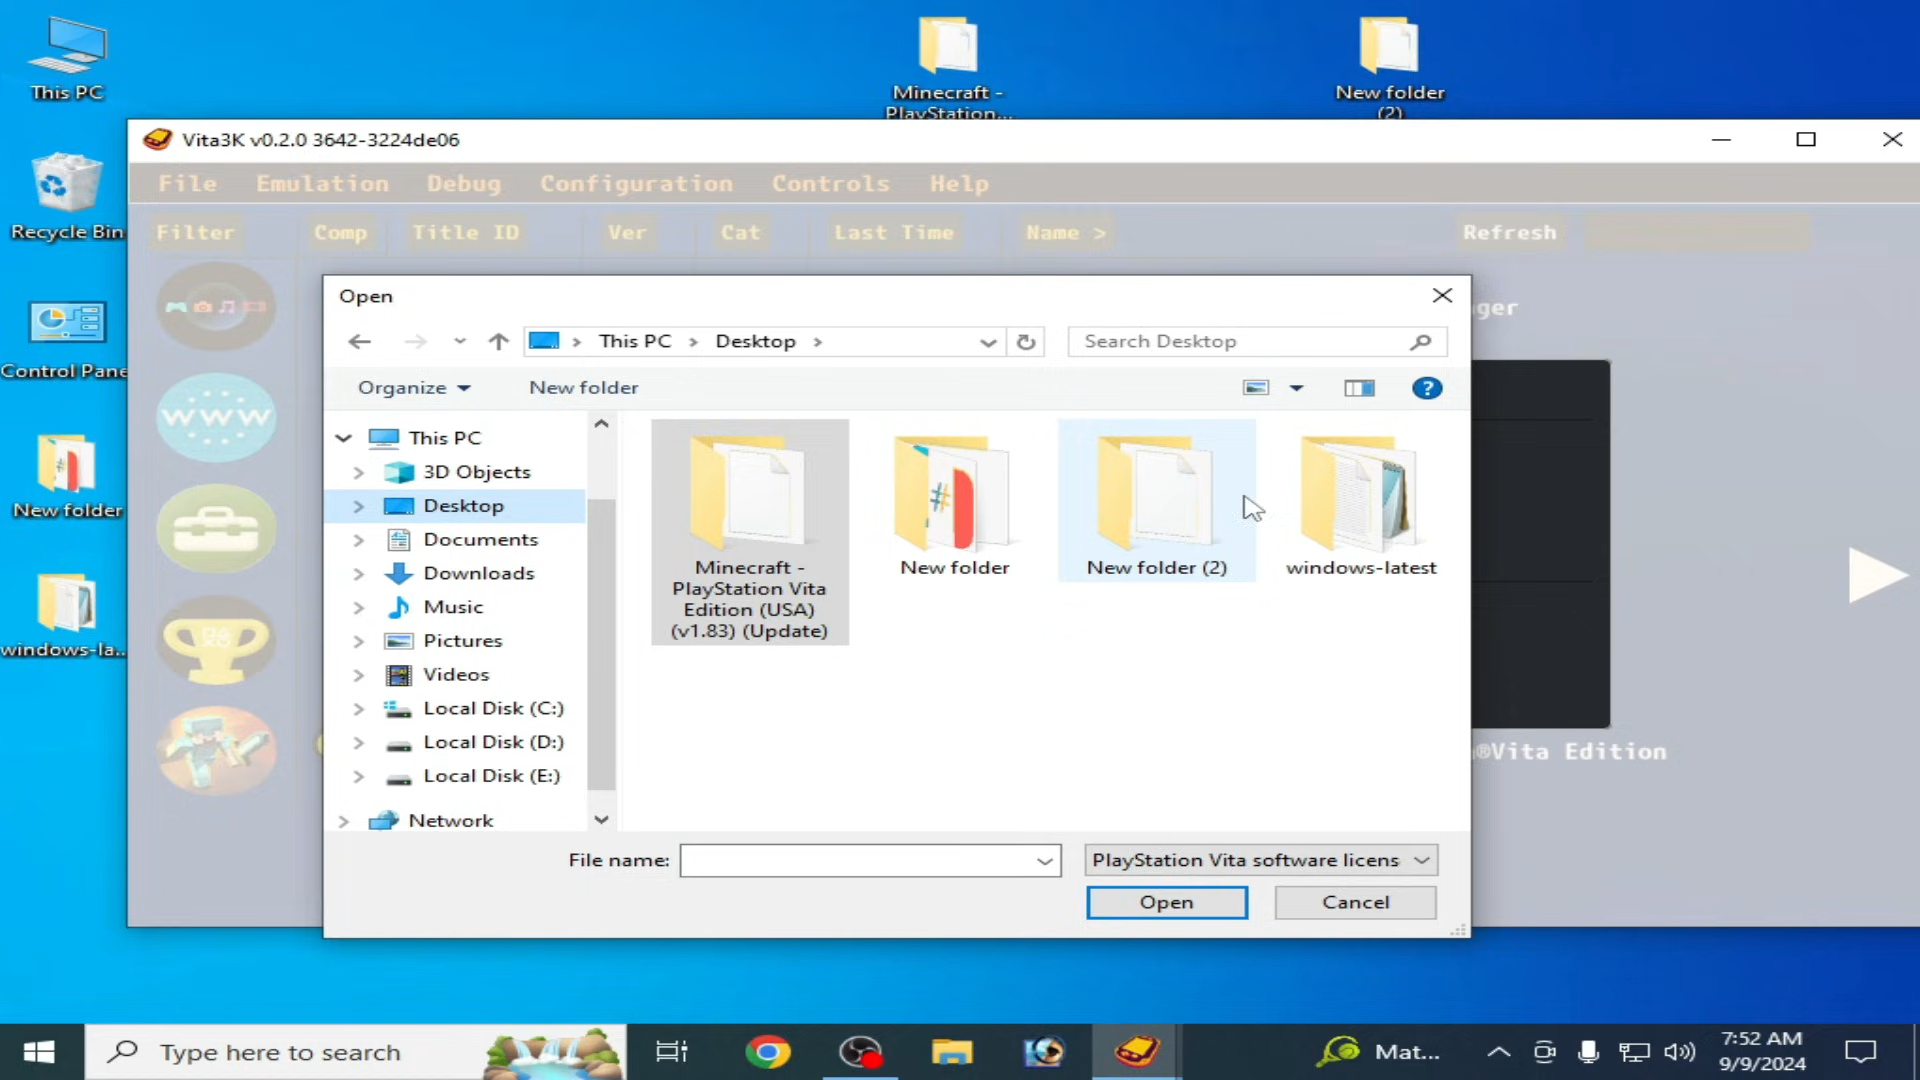 This PC
Minecraft -
PlayStation...
New folder
(2)
Vita3K v0.2.0 3642-3224de06
File Emulation Debug Configuration Controls Help
Recycle Bin
Filter Comp Title ID Ver Cat Last Time Name > Refresh
Open
ger
This PC Desktop
Search Desktop
WWW
Control Pane
Organize New folder
This PC
3D Objects
Desktop
Documents
Downloads
Music
Pictures
Videos
Local Disk (C:)
Local Disk (D:)
Local Disk (E:)
Network
Minecraft -
PlayStation Vita
Edition (USA)
(v1.83) (Update)
New folder
New folder (2)
windows-latest
New folder
windows-la...
®Vita Edition
File name:
PlayStation Vita software licens
Open Cancel
Type here to search
Mat...
7:52 AM
9/9/2024